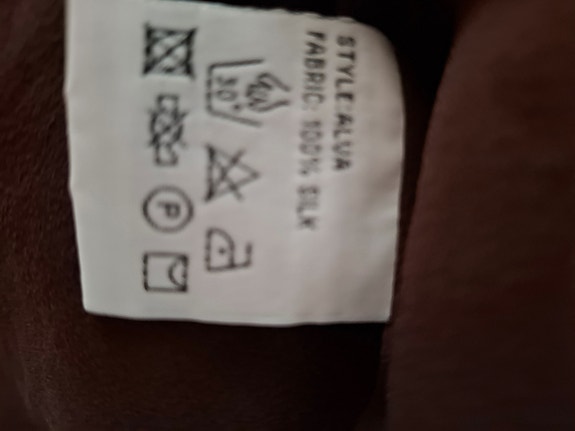 STYLE:ALVA
FABRIC: 100% SILK
30°
P